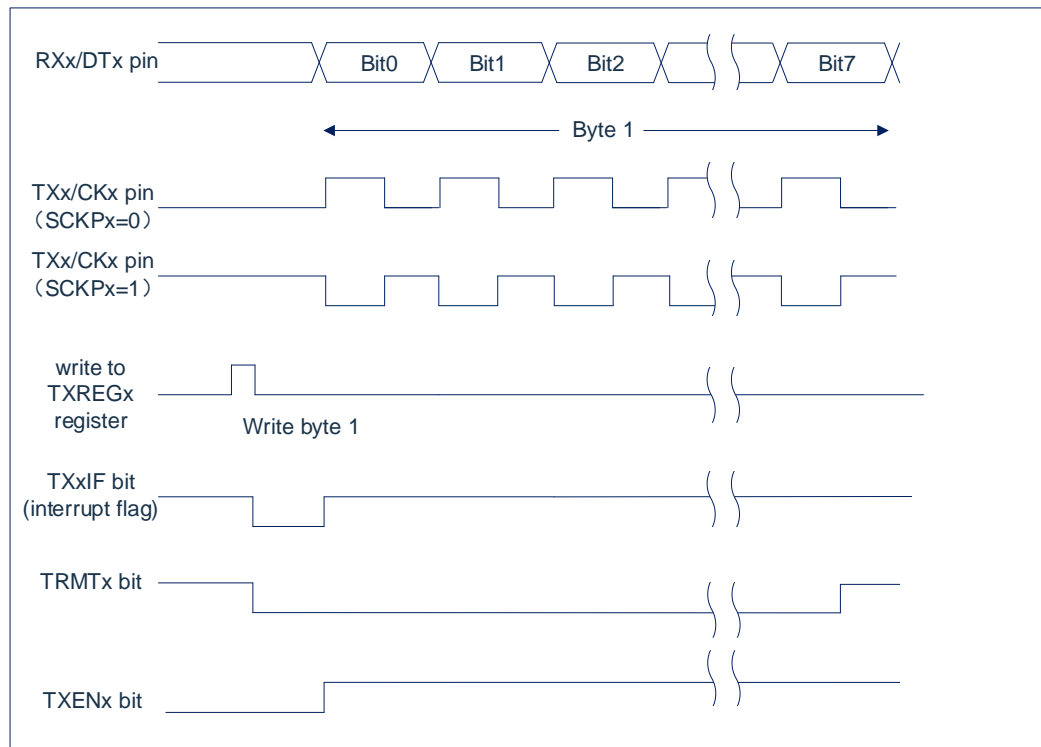 RXx/DTx pin
Bit0 Bit1 Bit2 Bit7
Byte 1
TXx/CKx pin
（SCKPx=0）
TXx/CKx pin
（SCKPx=1）
write to
TXREGx
register
Write byte 1
TXxIF bit
(interrupt flag)
TRMTx bit
TXENx bit